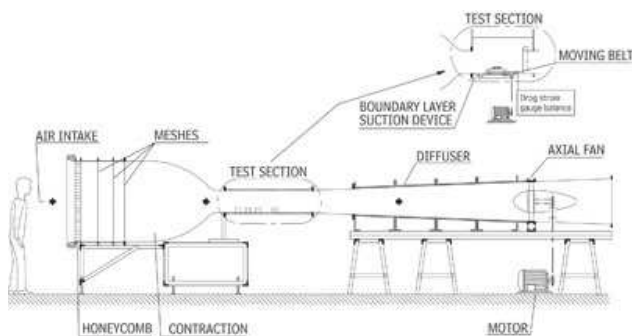 TEST SECTION
MOVING BELT
BOUNDARY LAYER
SUCTION DEVICE
Drag strain
gauge balance
AIR INTAKE
MESHES
TEST SECTION
DIFFUSER
AXIAL FAN
HONEYCOMB
CONTRACTION
MOTOR